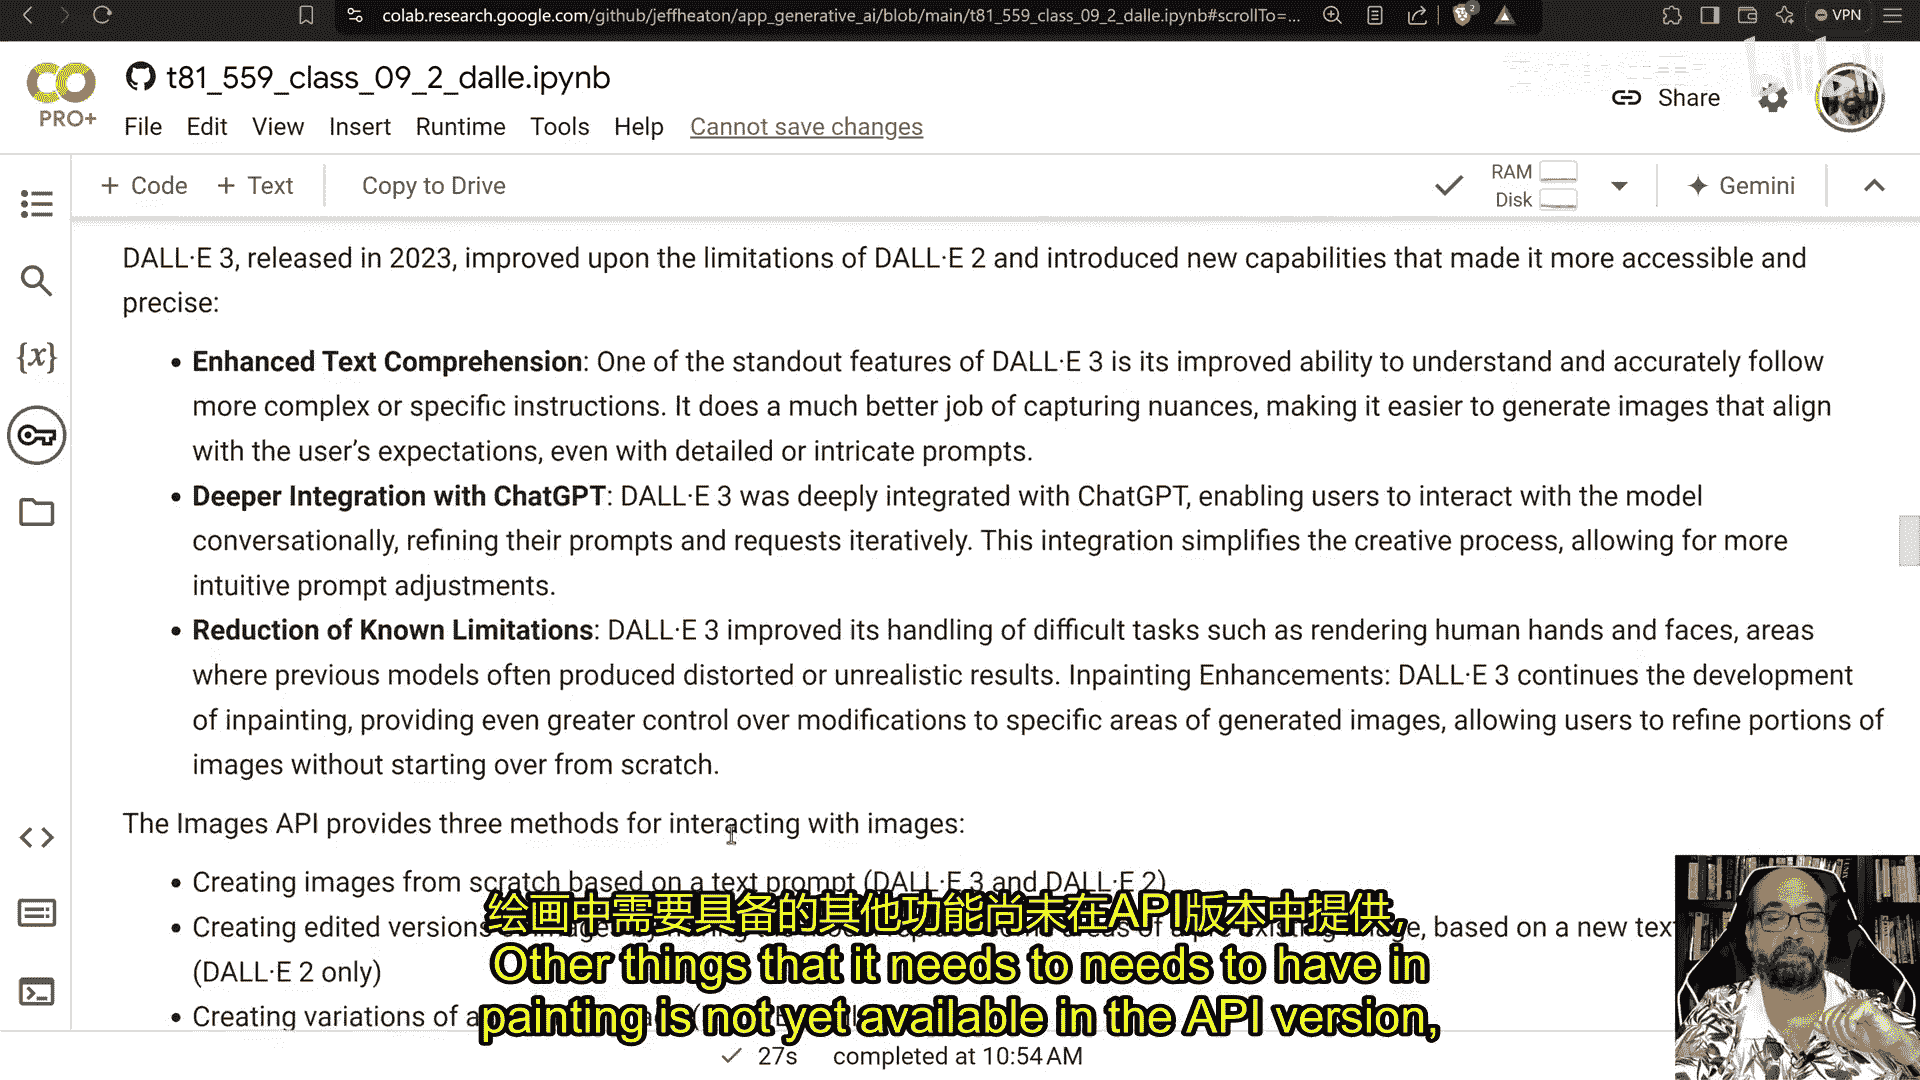 colab.research.google.com/github/jeffheaton/app_generative_ai/blob/main/t81_559_class_09_2_dalle.ipynb#scrollTo=...
2
VPN
PRO+
t81_559_class_09_2_dalle.ipynb
File Edit View Insert Runtime Tools Help Cannot save changes
Share
+ Code + Text Copy to Drive
RAM
Disk
Gemini
DALL·E 3, released in 2023, improved upon the limitations of DALL·E 2 and introduced new capabilities that made it more accessible and
precise:
• Enhanced Text Comprehension: One of the standout features of DALL·E 3 is its improved ability to understand and accurately follow
more complex or specific instructions. It does a much better job of capturing nuances, making it easier to generate images that align
with the user's expectations, even with detailed or intricate prompts.
• Deeper Integration with ChatGPT: DALL·E 3 was deeply integrated with ChatGPT, enabling users to interact with the model
conversationally, refining their prompts and requests iteratively. This integration simplifies the creative process, allowing for more
intuitive prompt adjustments.
• Reduction of Known Limitations: DALL·E 3 improved its handling of difficult tasks such as rendering human hands and faces, areas
where previous models often produced distorted or unrealistic results. Inpainting Enhancements: DALL·E 3 continues the development
of inpainting, providing even greater control over modifications to specific areas of generated images, allowing users to refine portions of
images without starting over from scratch.
The Images API provides three methods for interacting with images:
• Creating images from scratch based on a text prompt (DALL·E 3 and DALL·E 2)
• Creating edited versions based on a new text
(DALL·E 2 only)
• Creating variations of a
绘画中需要具备的其他功能尚未在API版本中提供,
Other things that it needs to needs to have in
painting is not yet available in the API version,
27s completed at 10:54 AM